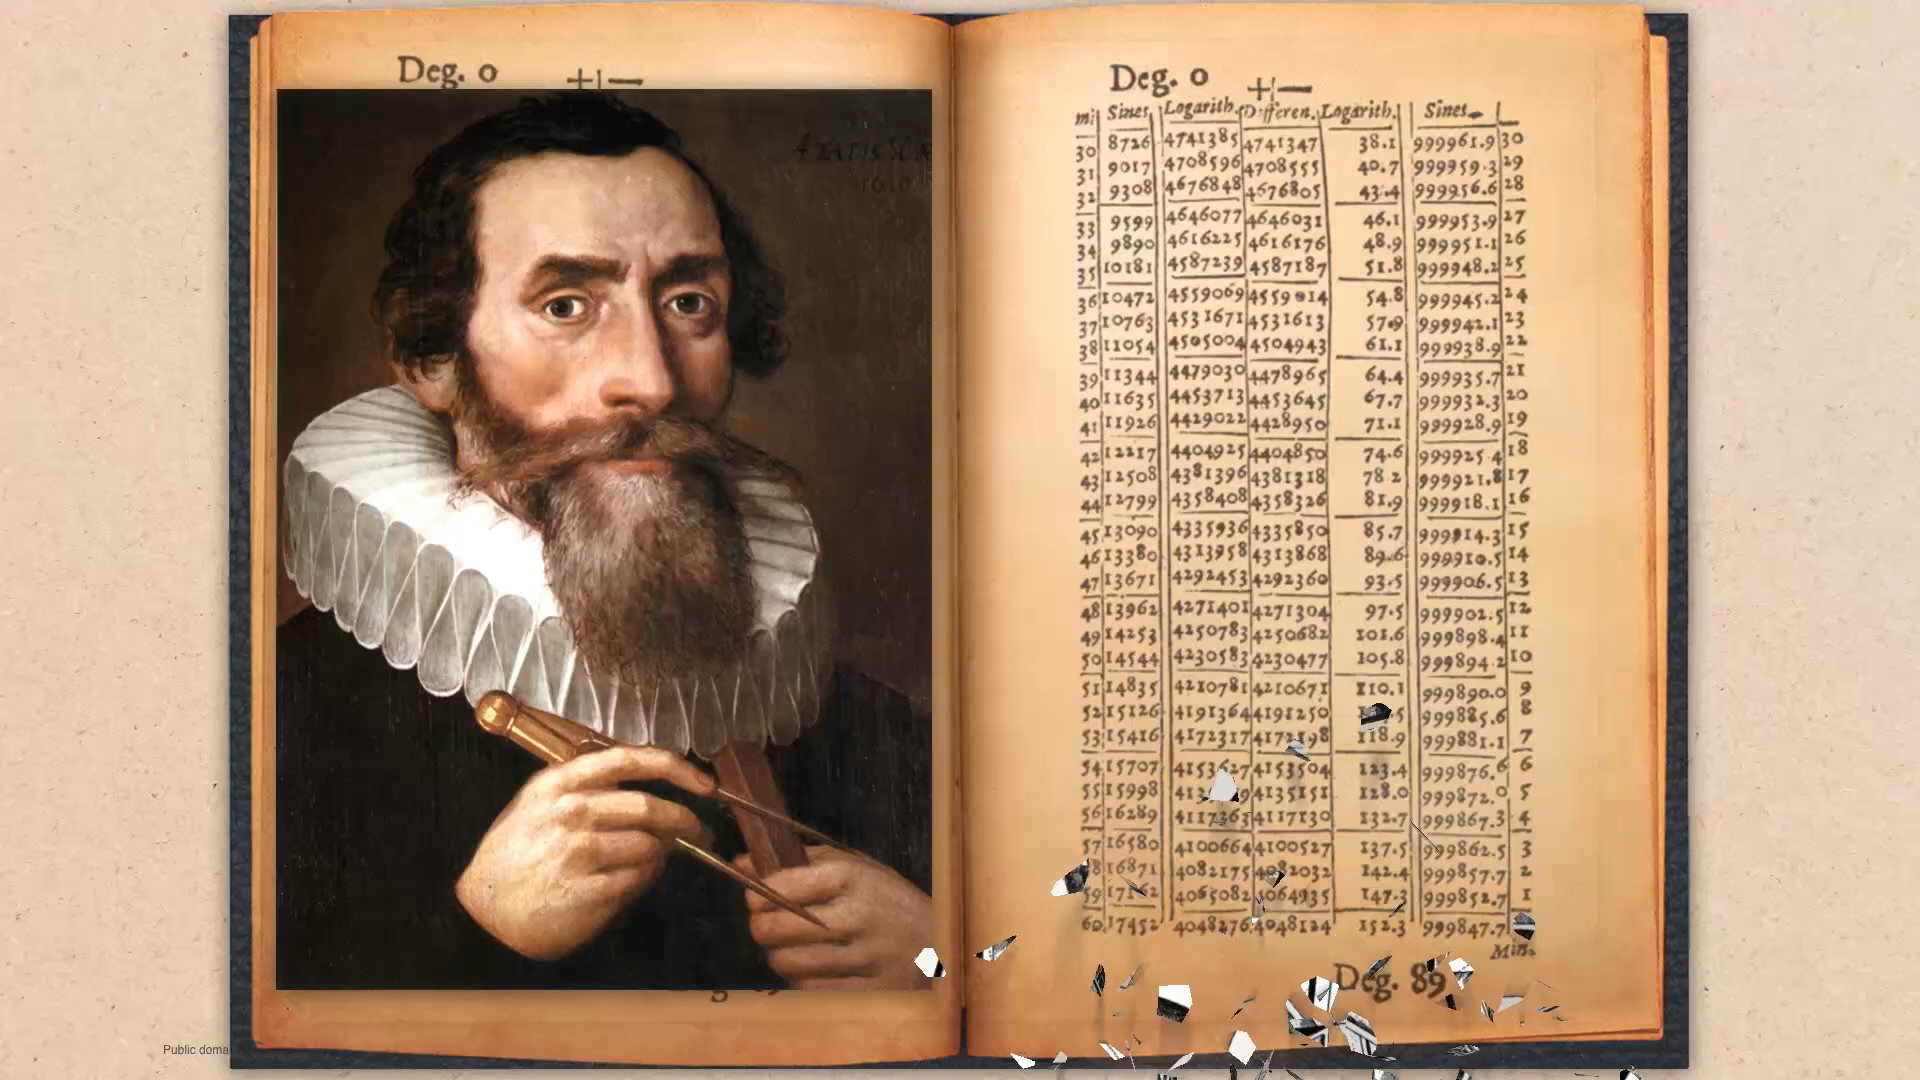 Deg. 0 +|—
Deg. 0 +|—
mi Sines Logarith. Differen. Logarith. Sines
30 8726 4741385 4741347 38.1 999961.9 30
31 9017 4708596 4708555 40.7 999959.3 29
32 9308 4676848 4676805 43.4 999956.6 28
33 9599 4646077 4646031 46.1 999953.9 27
34 9890 4616225 4616176 48.9 999951.1 26
35 10181 4587239 4587187 51.8 999948.2 25
36 10472 4559069 4559014 54.8 999945.2 24
37 10763 4531671 4531613 57.9 999942.1 23
38 11054 4505004 4504943 61.1 999938.9 22
39 11344 4479030 4478965 64.4 999935.7 21
40 11635 4453713 4453645 67.7 999932.3 20
41 11926 4429022 4428950 71.1 999928.9 19
42 12217 4404925 4404850 74.6 999925.4 18
43 12508 4381396 4381318 78.2 999921.8 17
44 12799 4358408 4358326 81.9 999918.1 16
45 13090 4335936 4335850 85.7 999914.3 15
46 13380 4313958 4313868 89.6 999910.5 14
47 13671 4292453 4292360 93.5 999906.5 13
48 13962 4271401 4271304 97.5 999902.5 12
49 14253 4250783 4250682 101.6 999898.4 11
50 14544 4230583 4230477 105.8 999894.2 10
51 14835 4210781 4210671 110.1 999890.0 9
52 15126 4191364 4191250 999885.6 8
53 15416 4172317 118.9 999881.1 7
54 15707 4153627 4153504 123.4 999876.6 6
55 15998 4135151 128.0 999872.0 5
56 16289 4117263 4117130 132.7 999867.3 4
57 16580 4100664 4100527 137.5 999862.5 3
16871 4082175 4082032 142.4 999857.7 2
59 4065082 4064935 147.3 999852.7 1
60 17452 4048276 4048124 152.3 999847.7
Min.
Deg. 89
Public doma